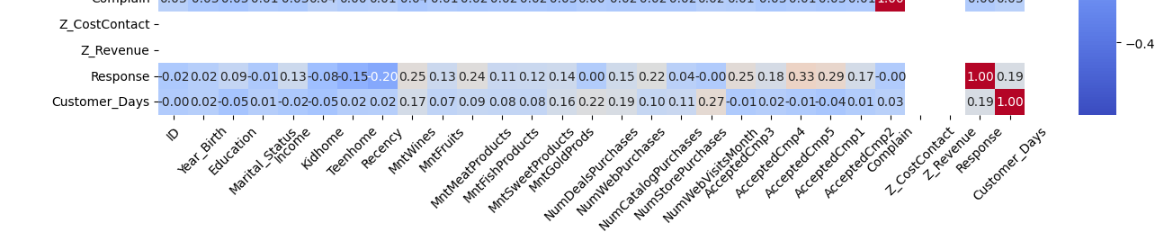 Complain
Z_CostContact
Z_Revenue
Response -0.02 0.02 0.09 -0.01 0.13 -0.08 -0.15 -0.20 0.25 0.13 0.24 0.11 0.12 0.14 0.00 0.15 0.22 0.04 -0.00 0.25 0.18 0.33 0.29 0.17 -0.00 1.00 0.19
Customer_Days -0.00 0.02 -0.05 0.01 -0.02 -0.05 0.02 0.02 0.17 0.07 0.09 0.08 0.08 0.16 0.22 0.19 0.10 0.11 0.27 -0.01 0.02 -0.01 -0.04 0.01 0.03 0.19 1.00
−0.4
ID
Year_Birth
Education
Marital_Status
Income
Kidhome
Teenhome
Recency
MntWines
MntFruits
MntMeatProducts
MntFishProducts
MntSweetProducts
MntGoldProds
NumDealsPurchases
NumWebPurchases
NumCatalogPurchases
NumStorePurchases
NumWebVisitsMonth
AcceptedCmp3
AcceptedCmp4
AcceptedCmp5
AcceptedCmp1
AcceptedCmp2
Complain
Z_CostContact
Z_Revenue
Response
Customer_Days